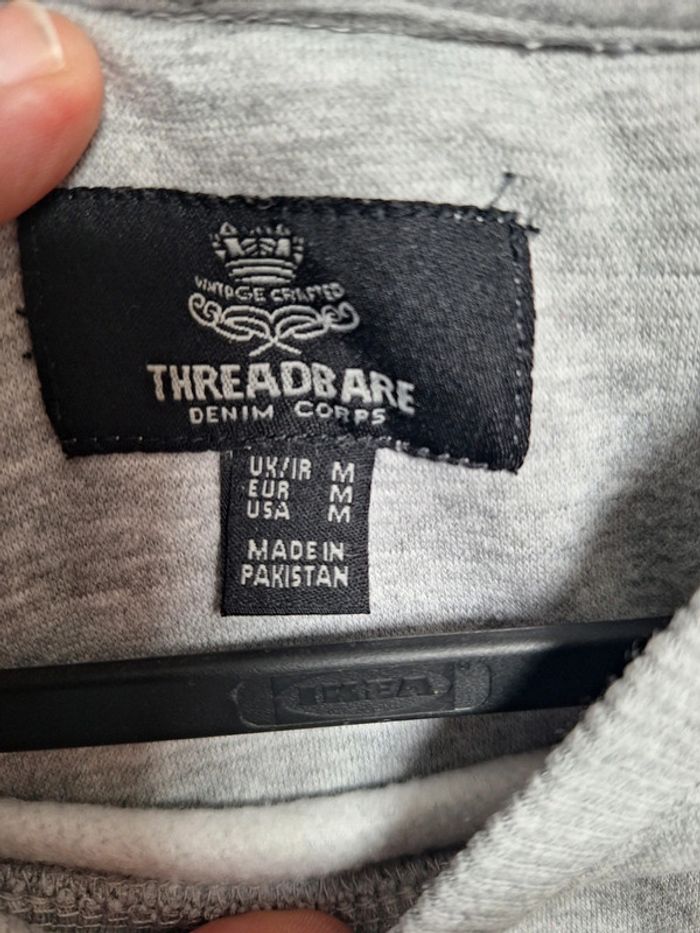 VINTAGE CRAFTED
THREADBARE
DENIM CORPS
UK/IR M
EUR M
USA M
MADE IN
PAKISTAN
IKEA